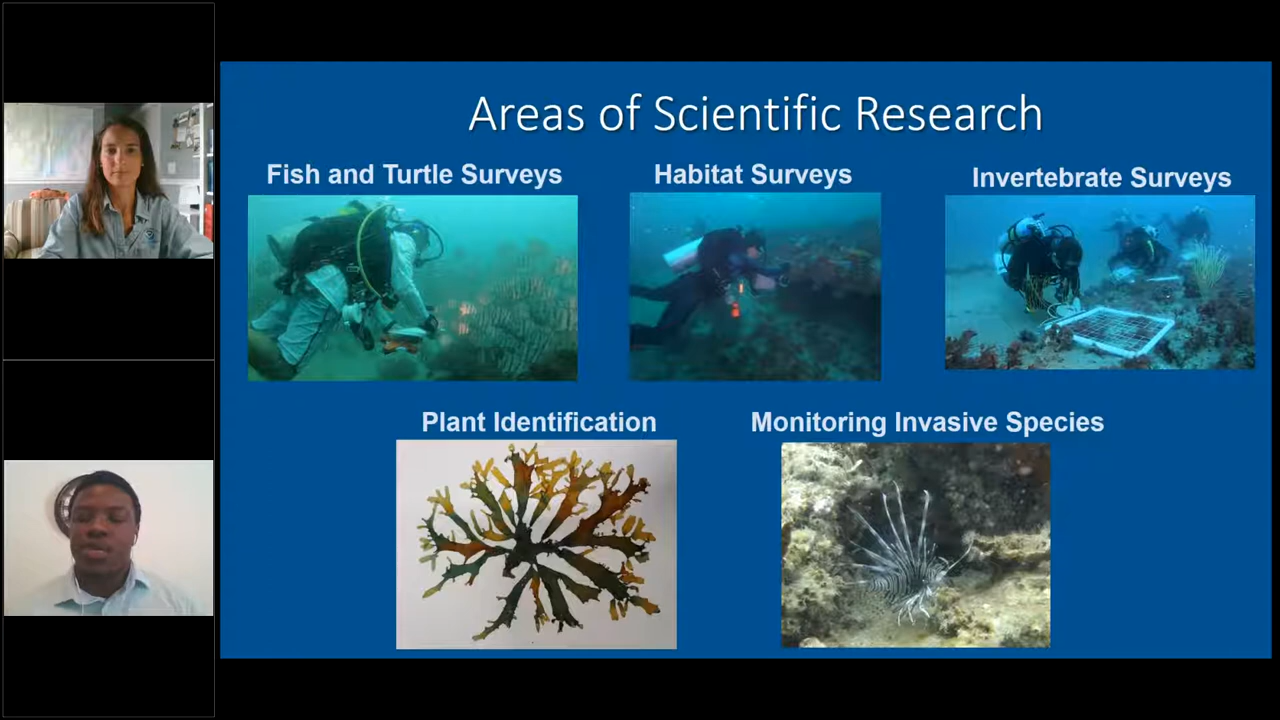 Areas of Scientific Research
Fish and Turtle Surveys
Habitat Surveys
Invertebrate Surveys
Plant Identification
Monitoring Invasive Species